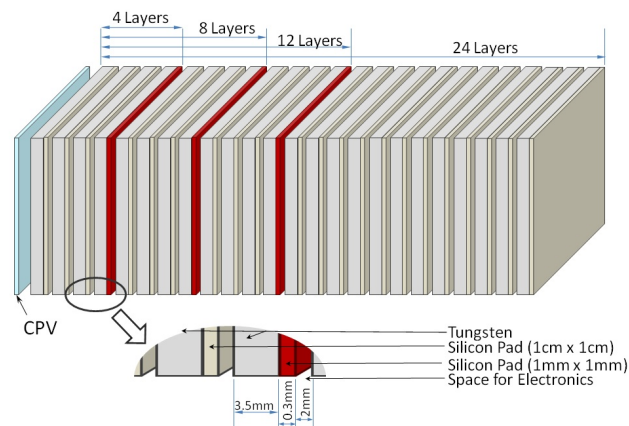 4 Layers
8 Layers
12 Layers
24 Layers
CPV
Tungsten
Silicon Pad (1cm x 1cm)
Silicon Pad (1mm x 1mm)
Space for Electronics
3.5mm
0.3mm
2mm